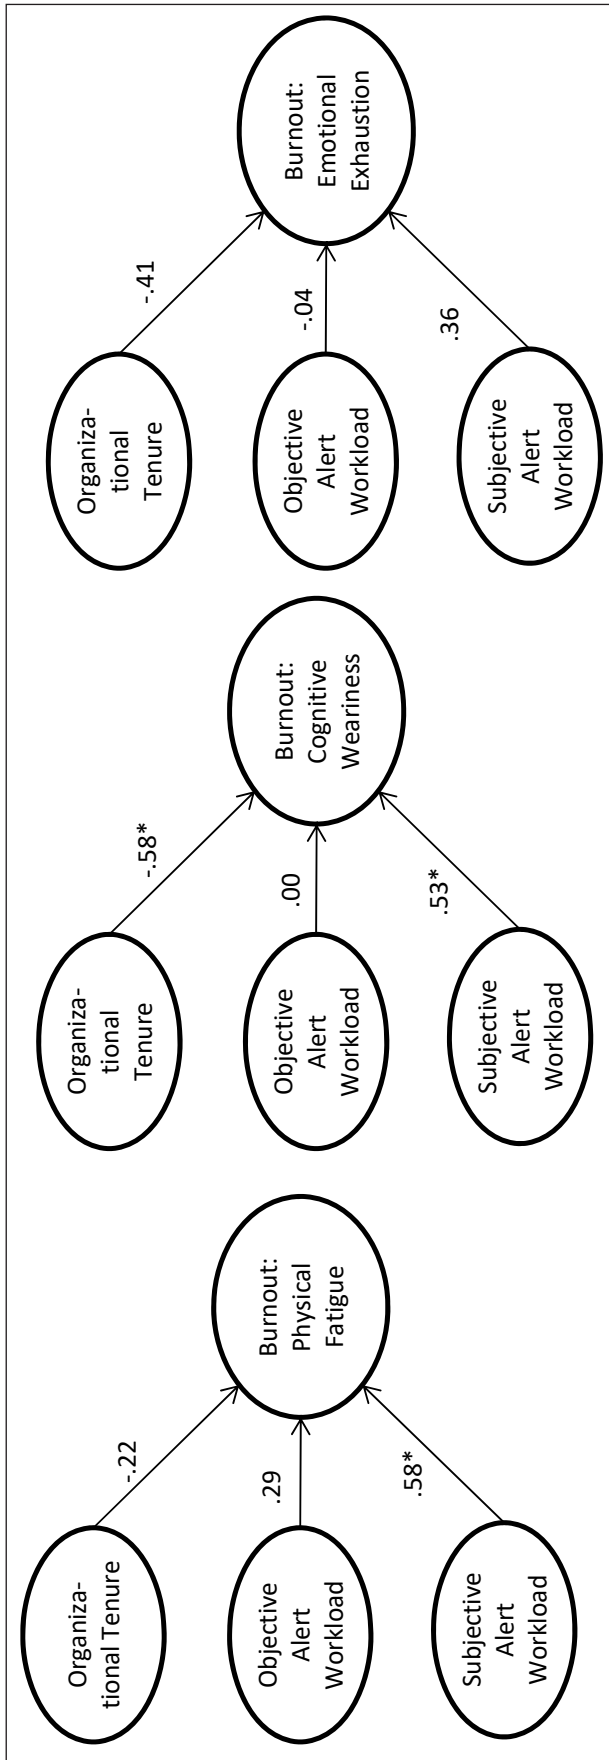 Organiza-
tional Tenure
-.22
Objective
Alert
Workload
.29
Subjective
Alert
Workload
.58*
Burnout:
Physical
Fatigue
Organiza-
tional
Tenure
-.58*
Objective
Alert
Workload
.00
Subjective
Alert
Workload
.53*
Burnout:
Cognitive
Weariness
Organiza-
tional
Tenure
-.41
Objective
Alert
Workload
-.04
Subjective
Alert
Workload
.36
Burnout:
Emotional
Exhaustion